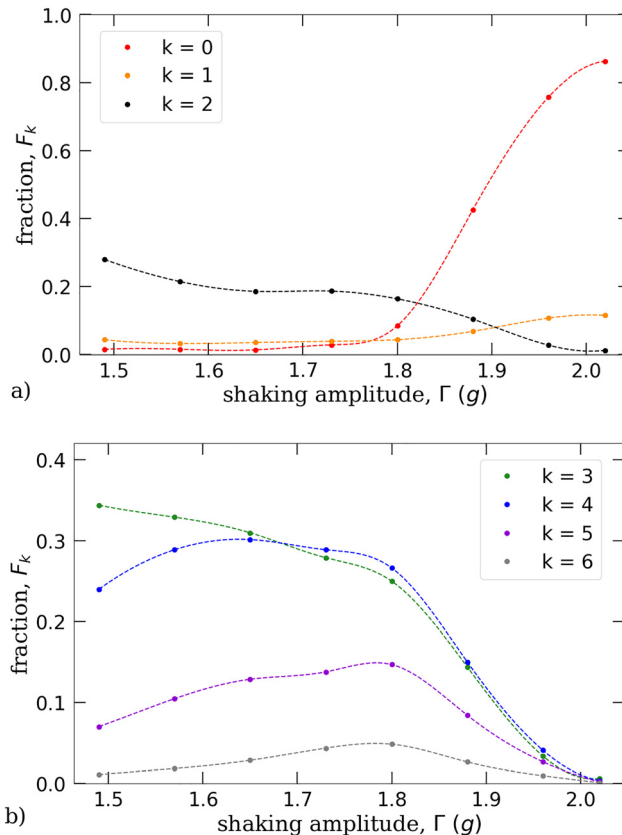 1.0
0.8
0.6
0.4
0.2
0.0
fraction, F_k
k = 0
k = 1
k = 2
1.5 1.6 1.7 1.8 1.9 2.0
shaking amplitude, Γ (g)
a)
0.4
0.3
0.2
0.1
0.0
fraction, F_k
k = 3
k = 4
k = 5
k = 6
1.5 1.6 1.7 1.8 1.9 2.0
shaking amplitude, Γ (g)
b)